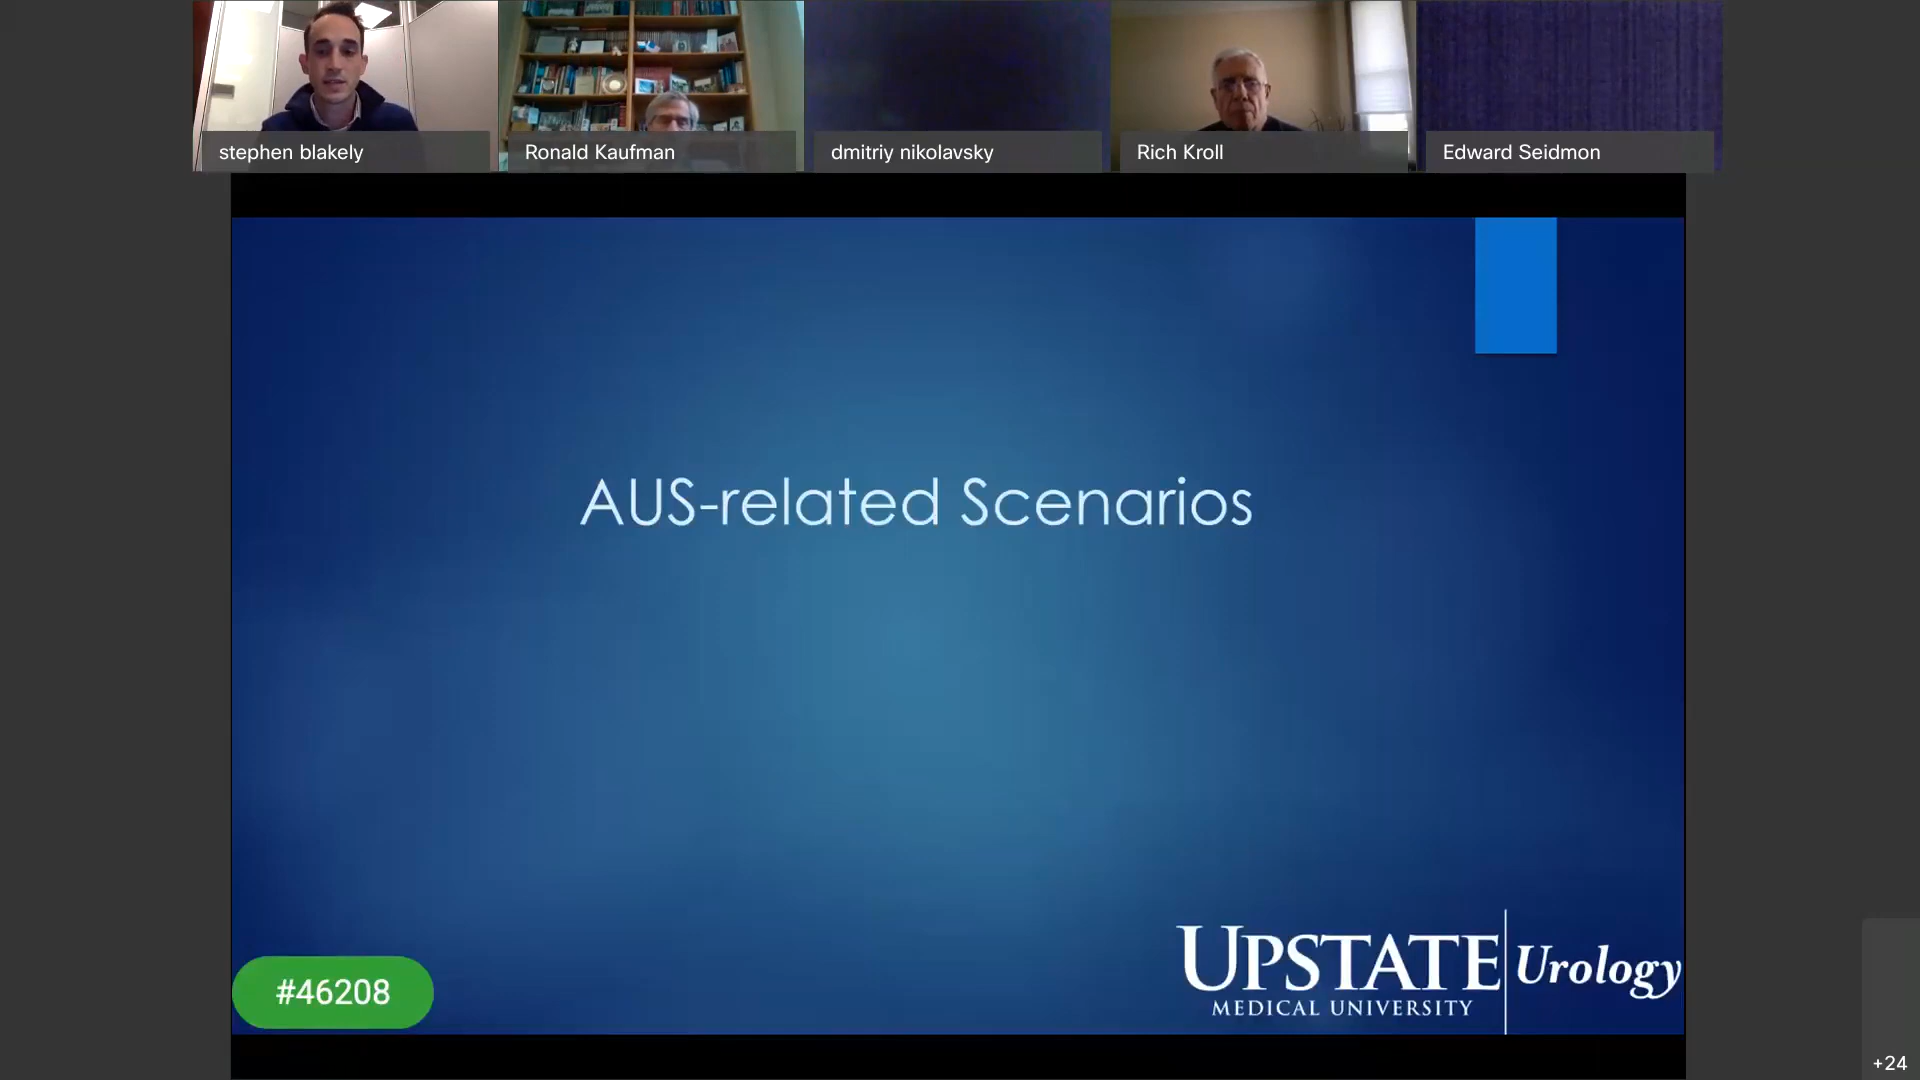 stephen blakely
Ronald Kaufman
dmitriy nikolavsky
Rich Kroll
Edward Seidmon
AUS-related Scenarios
#46208
UPSTATE
MEDICAL UNIVERSITY
Urology
+24